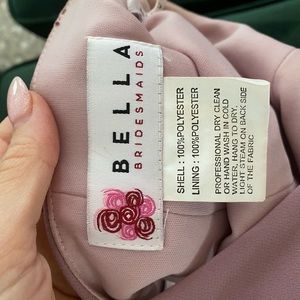 BELLA
BRIDESMAIDS
SHELL : 100%POLYESTER
LINING : 100%POLYESTER
PROFESSIONAL DRY CLEAN
OR HAND WASH IN COLD
WATER, HANG TO DRY
LIGHT STEAM ON BACK SIDE
OF THE FABRIC